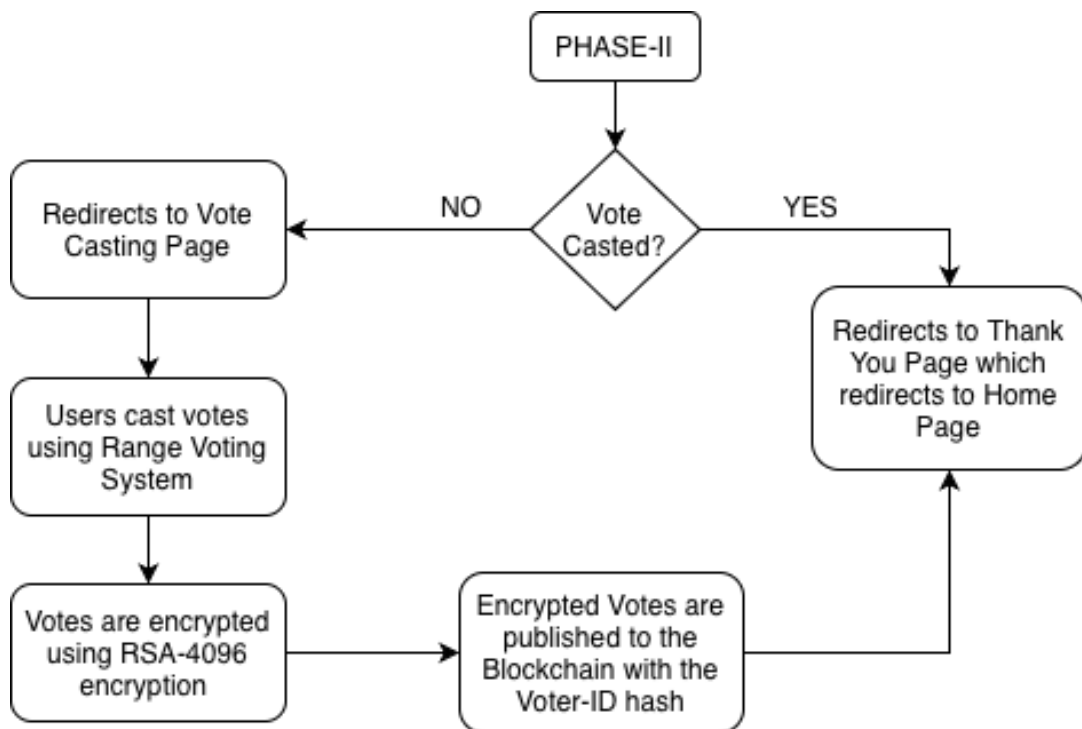 PHASE-II
NO
Vote
Casted?
YES
Redirects to Vote
Casting Page
Redirects to Thank
You Page which
redirects to Home
Page
Users cast votes
using Range Voting
System
Votes are encrypted
using RSA-4096
encryption
Encrypted Votes are
published to the
Blockchain with the
Voter-ID hash